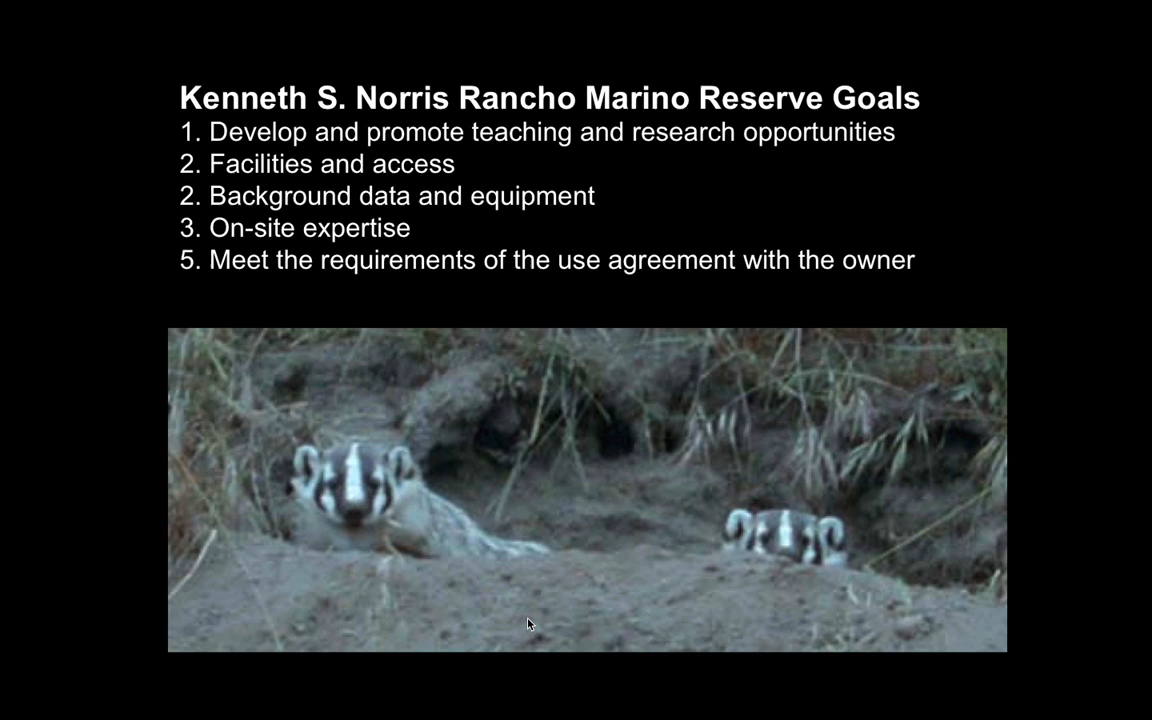 Kenneth S. Norris Rancho Marino Reserve Goals
1. Develop and promote teaching and research opportunities
2. Facilities and access
2. Background data and equipment
3. On-site expertise
5. Meet the requirements of the use agreement with the owner